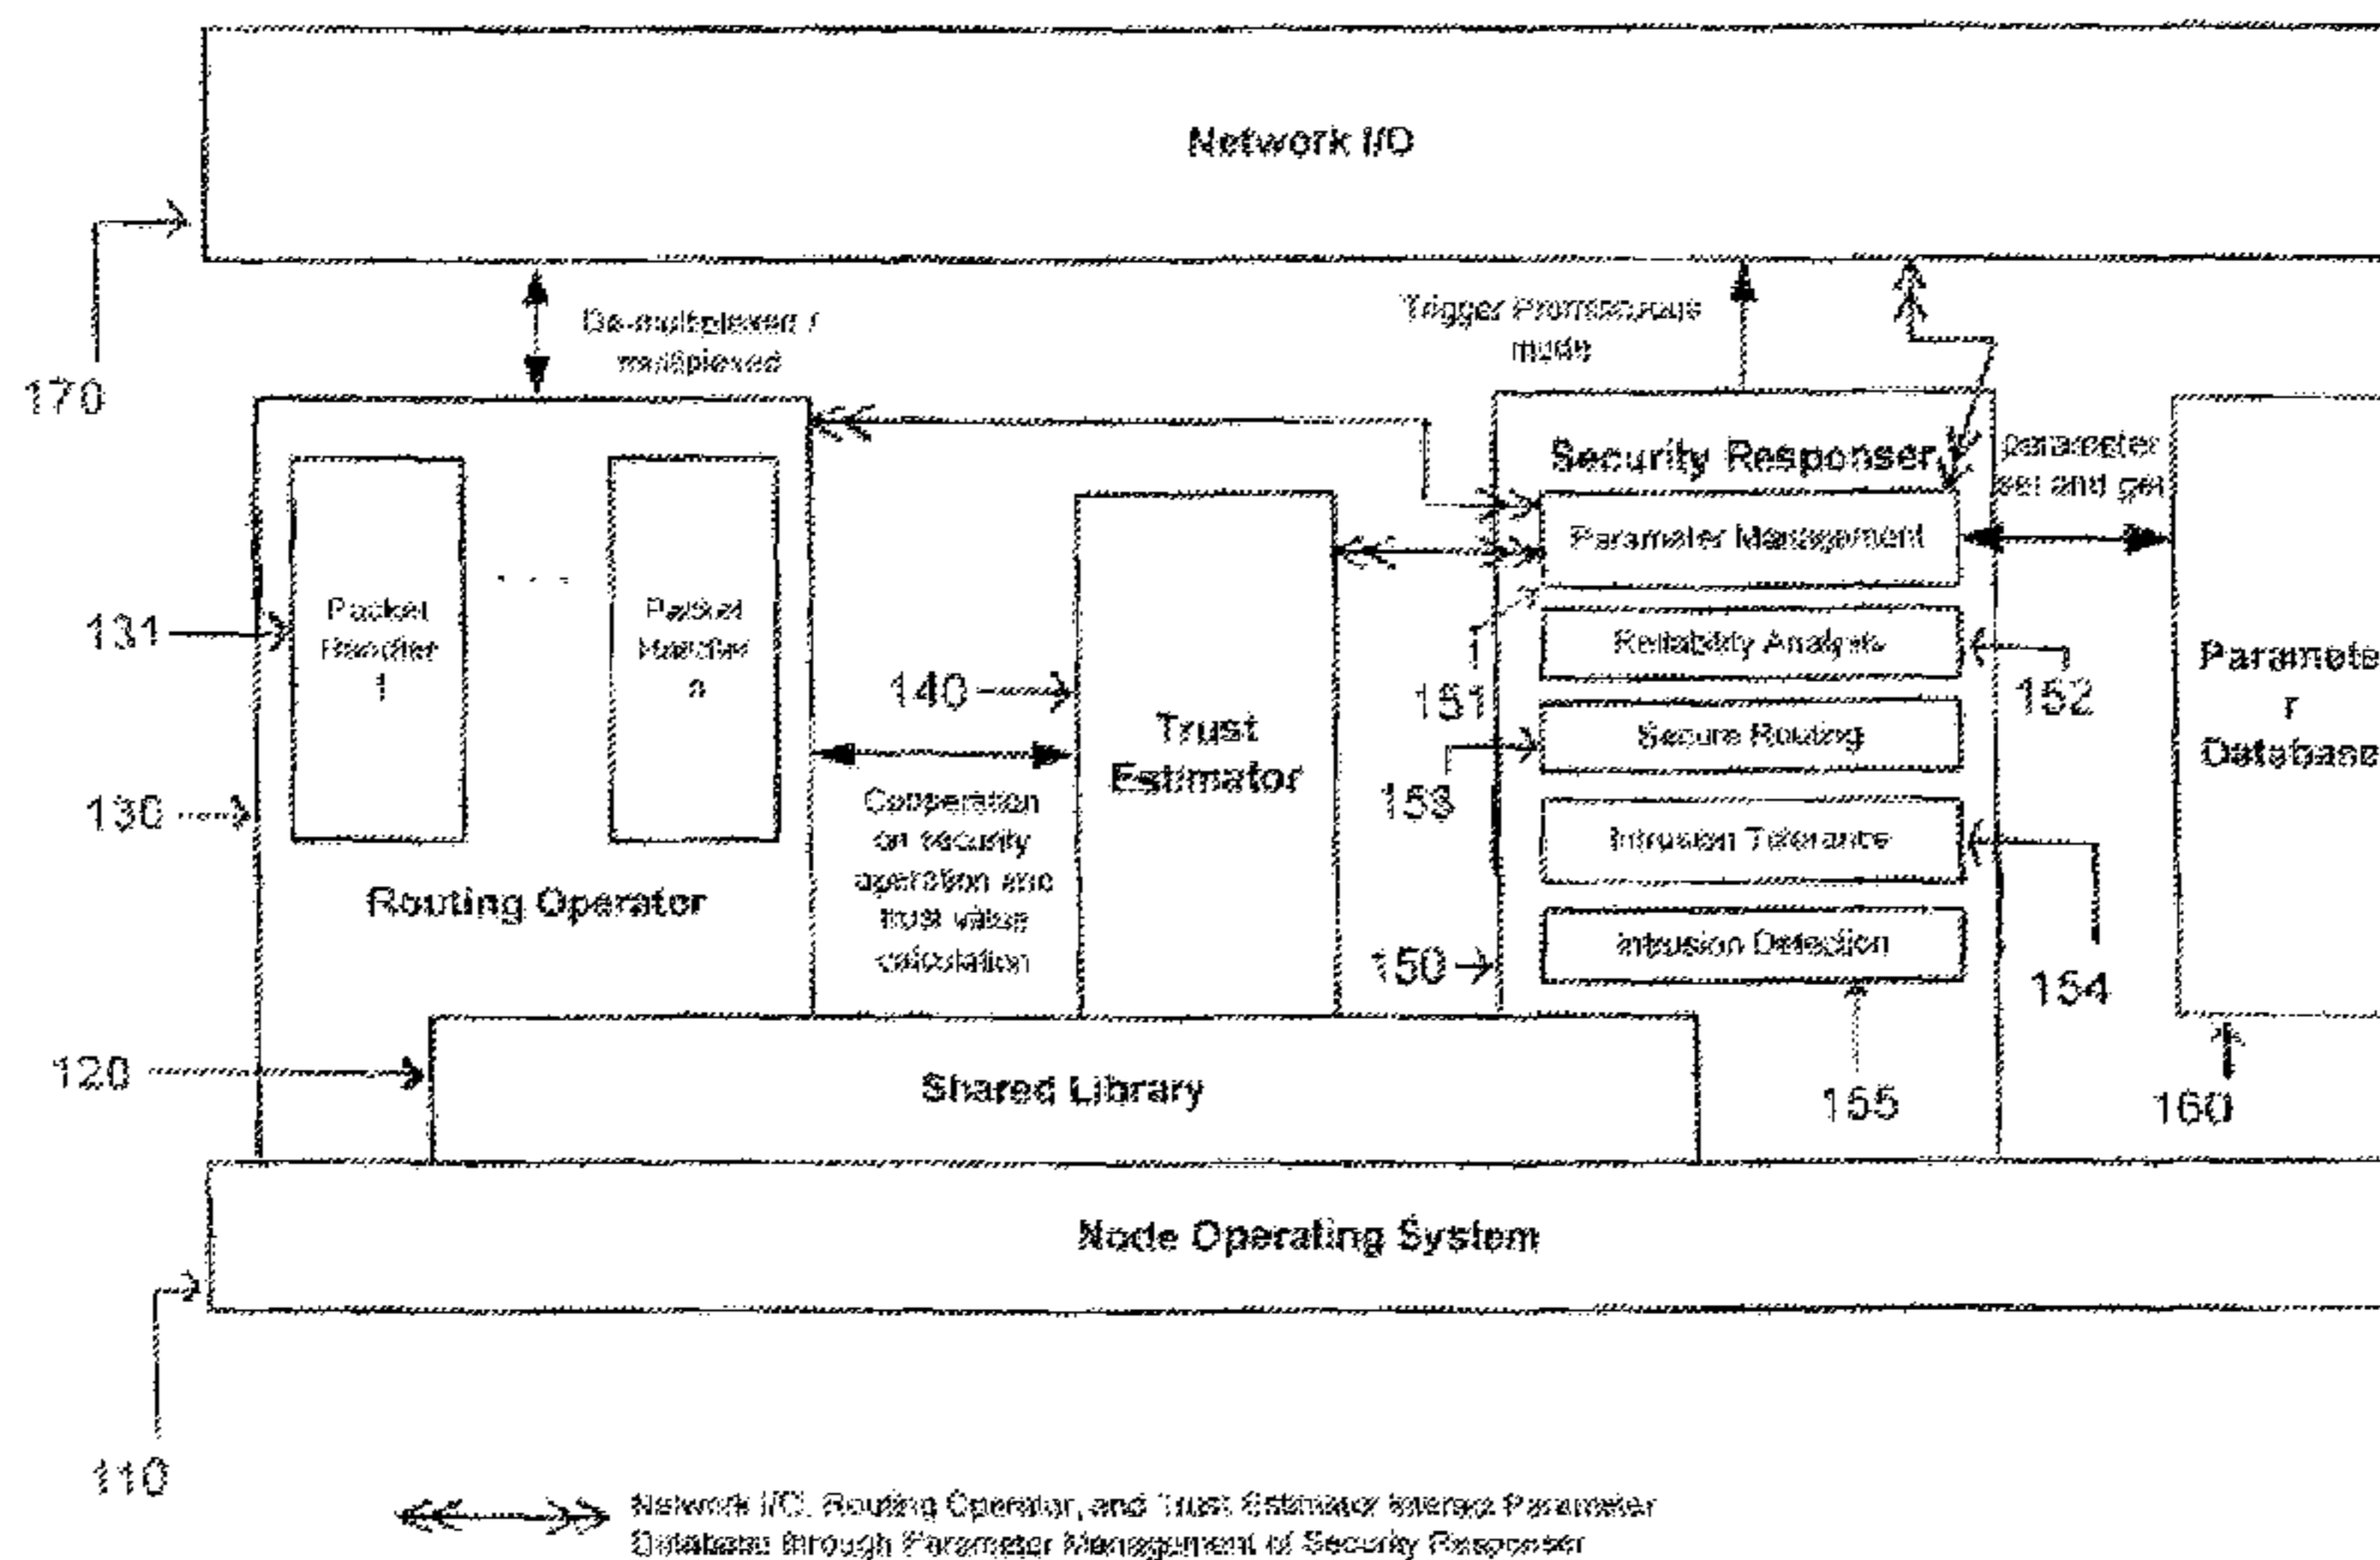 Network I/O
170
De-multiplexed /
multiplexed
Trigger Promiscuous
mode
Security Responser
parameter
set and get
Parameter Management
Packet
Handler
1
. . .
Packet
Handler
n
131
Reliability Analysis
151
152
Secure Routing
153
140
Trust
Estimator
Paramete
r
Database
130
Cooperation
on security
operation and
trust value
calculation
Intrusion Tolerance
154
Routing Operator
150
Intrusion Detection
155
160
120
Shared Library
Node Operating System
110
Network I/O, Routing Operator, and Trust Estimator Interact Parameter
Database through Parameter Management of Security Responser